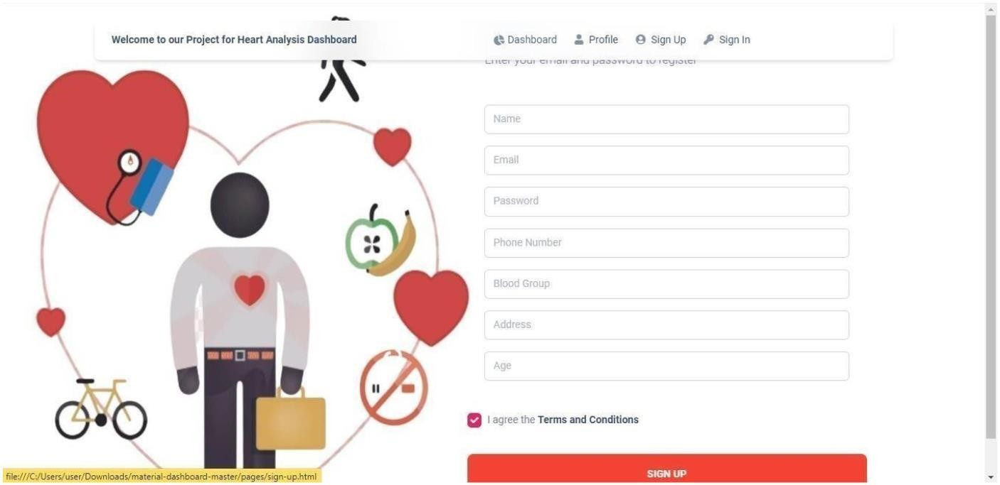 Welcome to our Project for Heart Analysis Dashboard
Dashboard Profile Sign Up Sign In
Enter your email and password to register
Name
Email
Password
Phone Number
Blood Group
Address
Age
I agree the Terms and Conditions
SIGN UP
file:///C:/Users/user/Downloads/material-dashboard-master/pages/sign-up.html